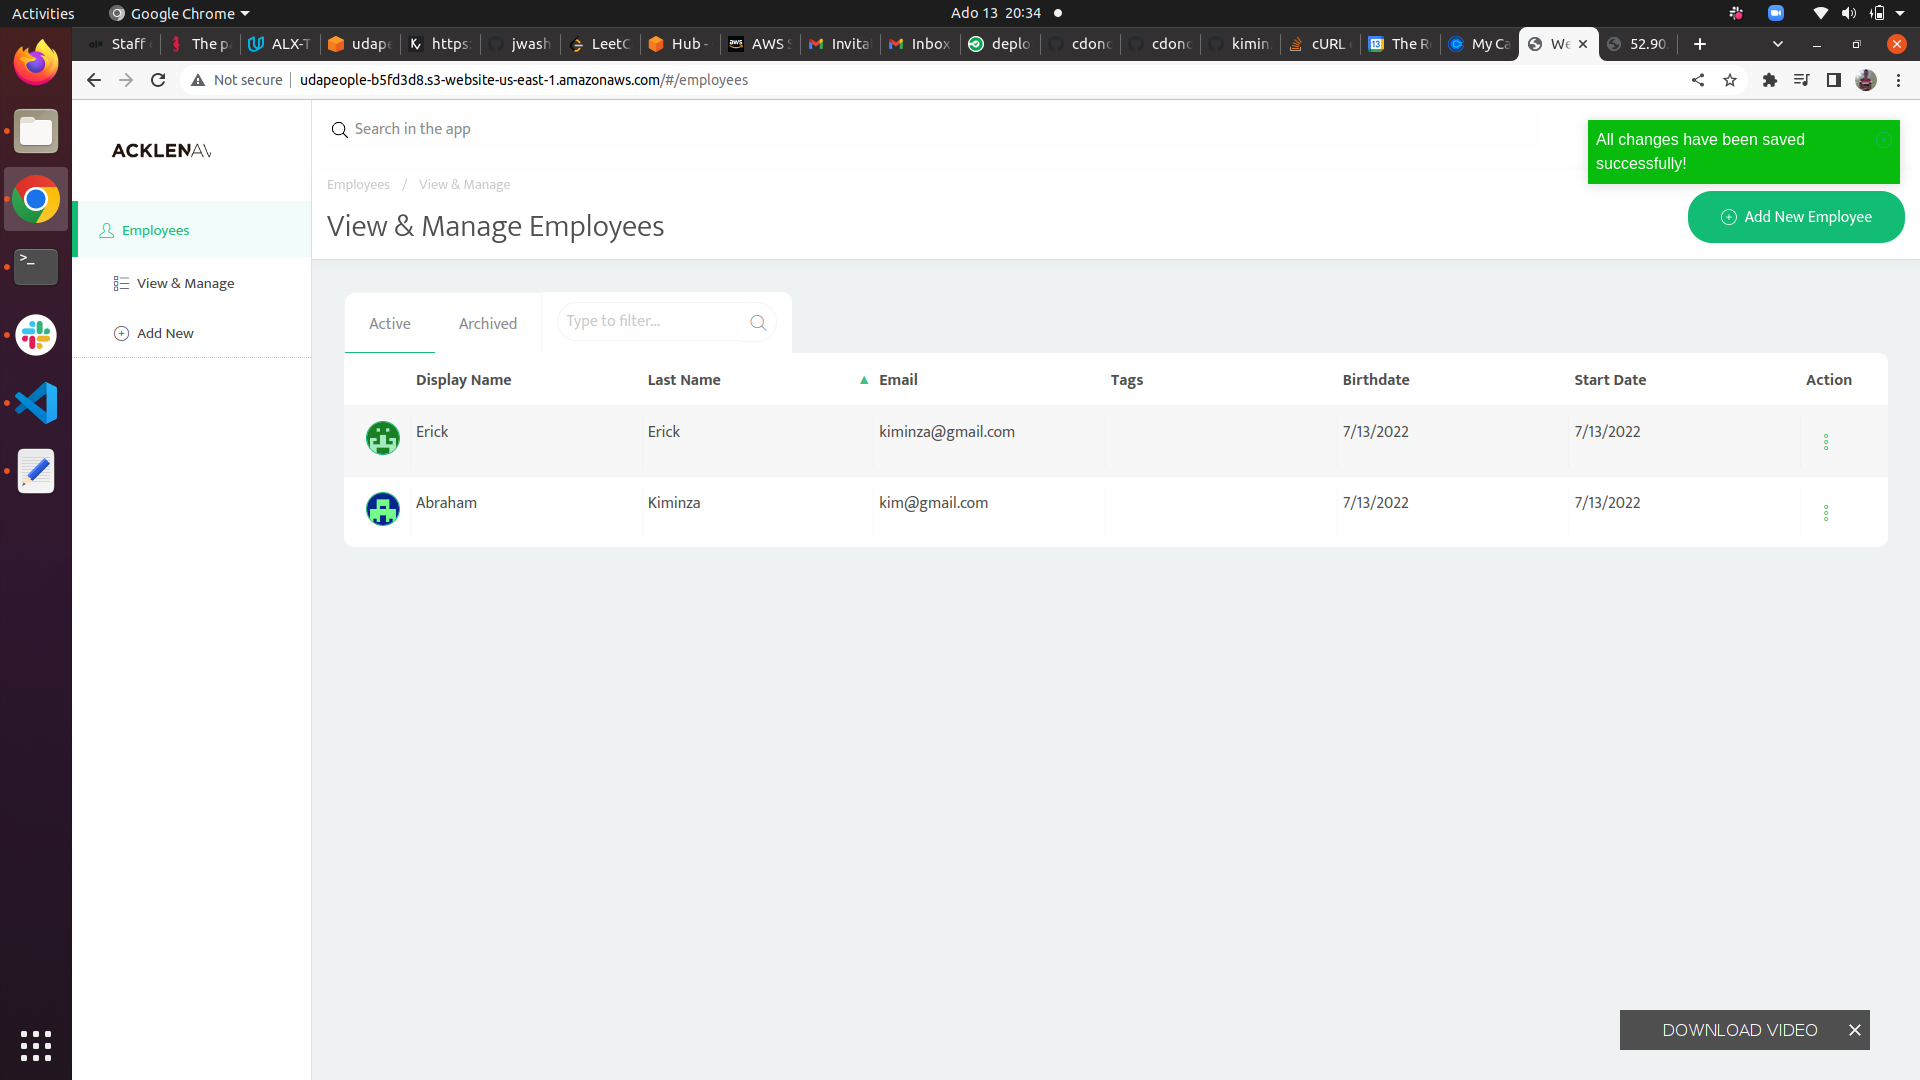 Activities Google Chrome Ado 13 20:34
Staff The p ALX-T udape https: jwash LeetC Hub - AWS S Invita Inbox deplo cdond cdond kimin cURL The Ro My Ca We 52.90.
Not secure udapeople-b5fd3d8.s3-website-us-east-1.amazonaws.com/#/employees
ACKLENAV
Search in the app
All changes have been saved
successfully!
Employees / View & Manage
View & Manage Employees
Add New Employee
Employees
View & Manage
Add New
Active Archived Type to filter...
Display Name Last Name Email Tags Birthdate Start Date Action
Erick Erick kiminza@gmail.com 7/13/2022 7/13/2022
Abraham Kiminza kim@gmail.com 7/13/2022 7/13/2022
DOWNLOAD VIDEO